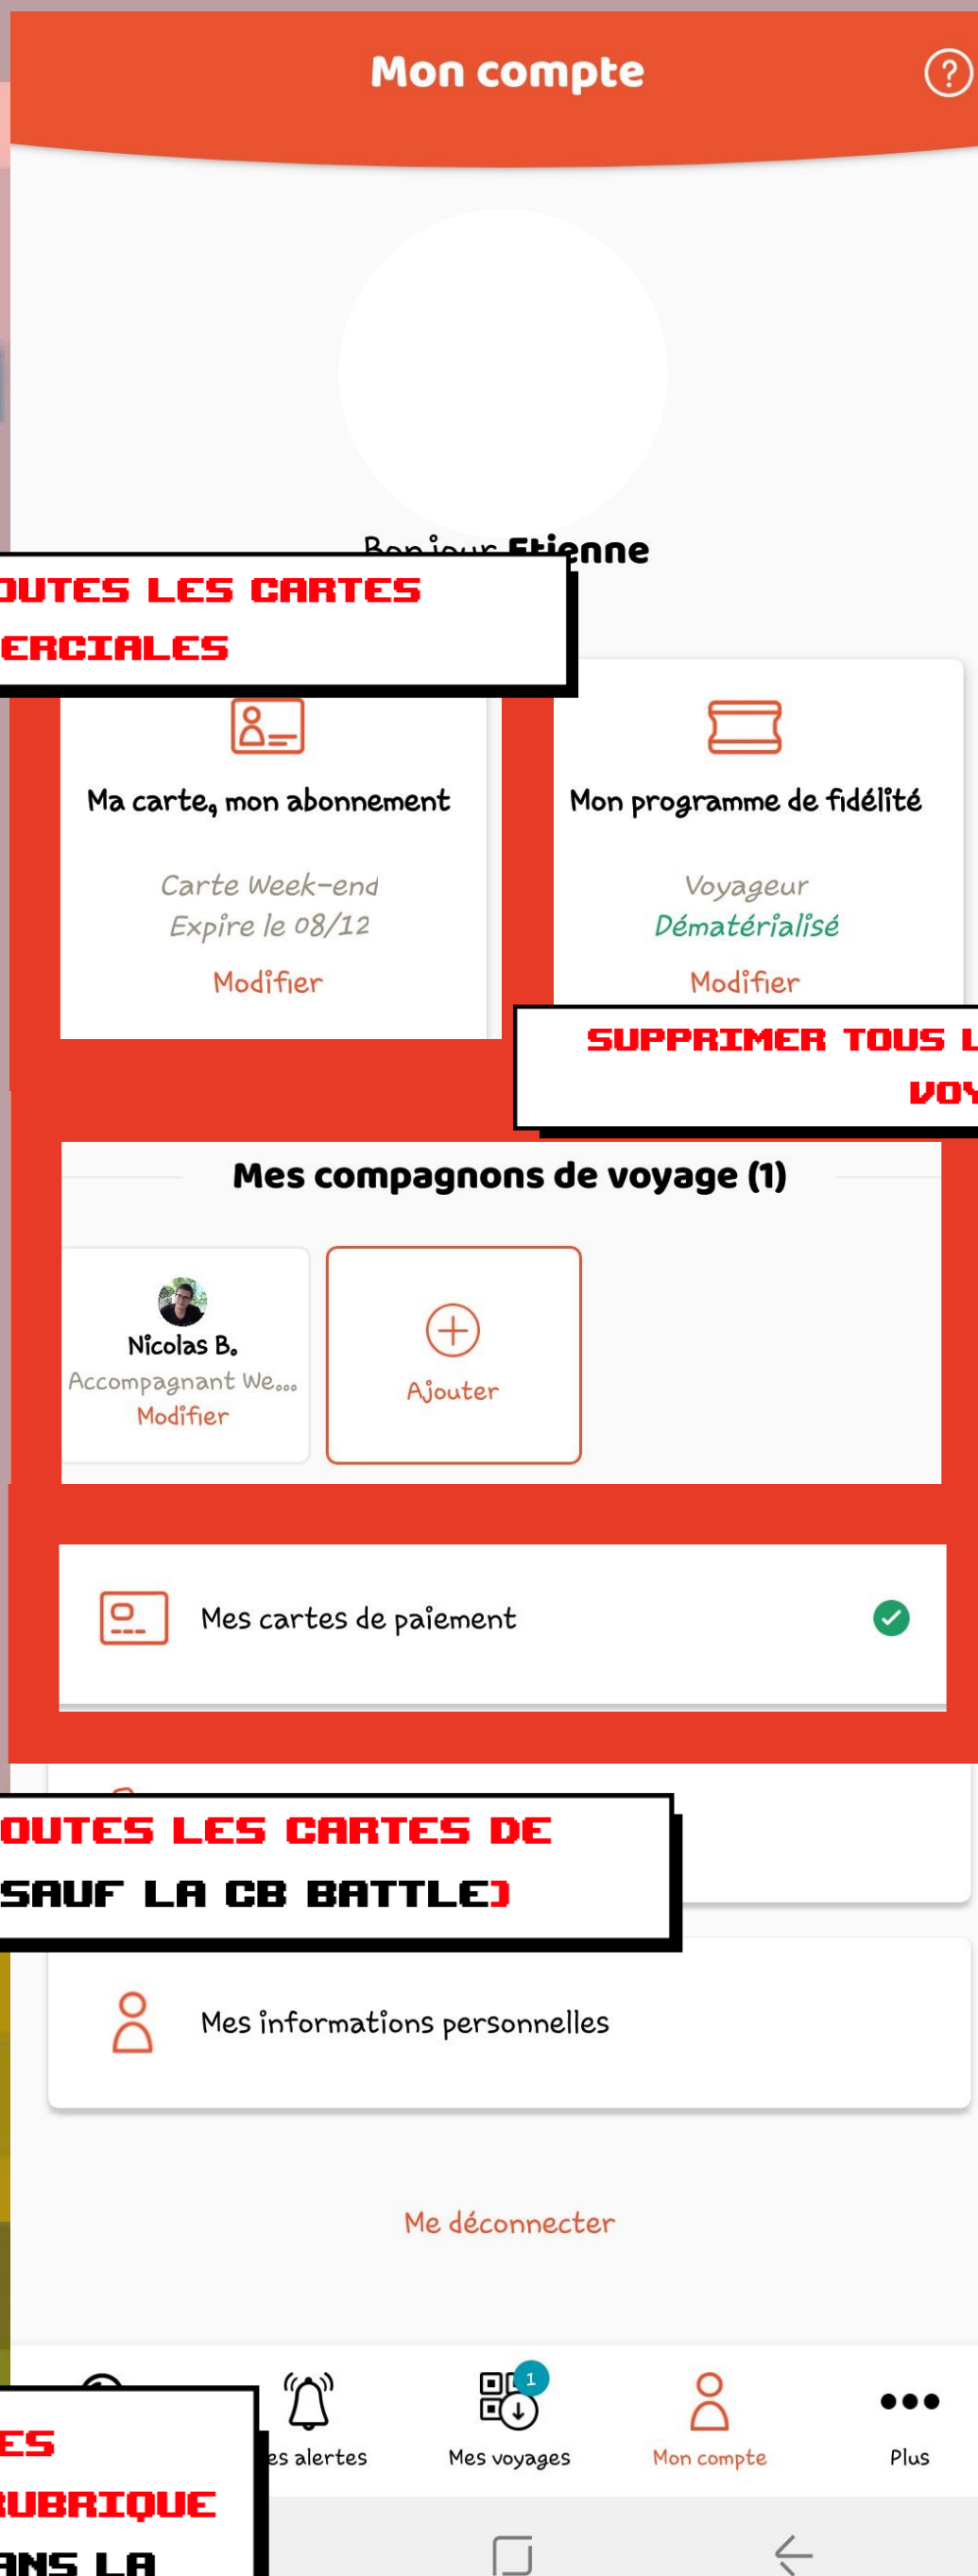 Mon compte
?
Bonjour Etienne
OUTES LES CARTES
ERCIALES
Ma carte, mon abonnement
Carte Week-end
Expire le 08/12
Modifier
Mon programme de fidélité
Voyageur
Dématérialisé
Modifier
SUPPRIMER TOUS L
VOY
Mes compagnons de voyage (1)
Nicolas B.
Accompagnant We...
Modifier
Ajouter
Mes cartes de paiement
OUTES LES CARTES DE
SAUF LA CB BATTLE)
Mes informations personnelles
Me déconnecter
1
es alertes
Mes voyages
Mon compte
Plus
ES
RUBRIQUE
ANS LA